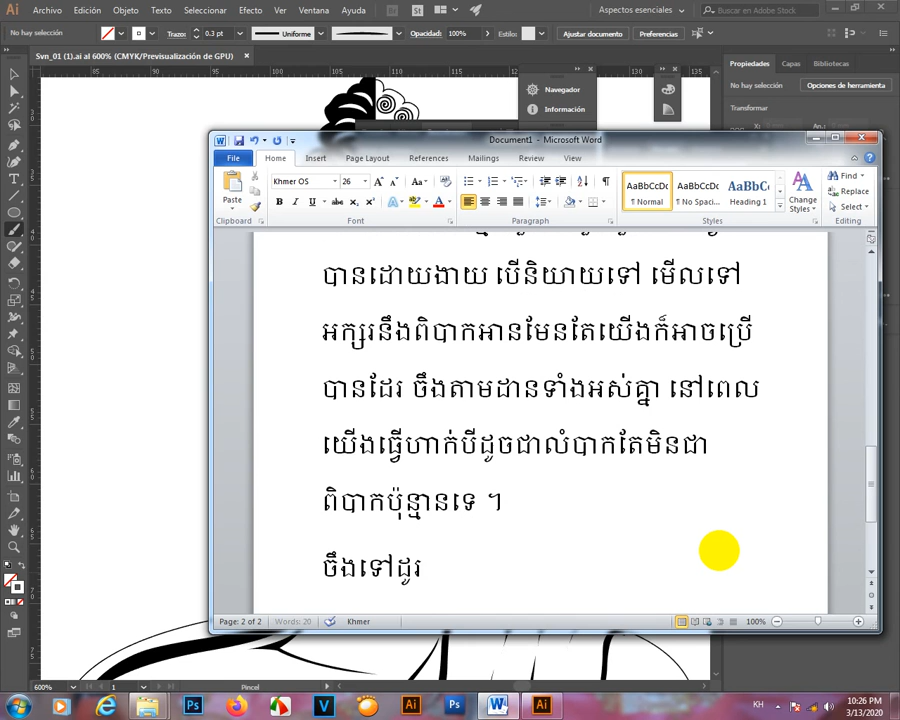 Archivo Edición Objeto Texto Seleccionar Efecto Ver Ventana Ayuda Aspectos esenciales Buscar en Adobe Stock
No hay selección Trazo: 0.3 pt Uniforme Opacidad: 100% Estilo: Ajustar documento Preferencias
Svn_01 (1).ai al 600% (CMYK/Previsualización de GPU)
Propiedades Capas Bibliotecas
No hay selección Opciones de herramienta
Transformar
Navegador
Información
Document1 - Microsoft Word
File Home Insert Page Layout References Mailings Review View
Paste Khmer OS 26 AaBbCcDc AaBbCcDc AaBbC Find
¶ Normal ¶ No Spaci... Heading 1 Change Styles Replace
Select
Clipboard Font Paragraph Styles Editing
បានដោយងាយ បើនិយាយទៅ មើលទៅ
អក្សរនឹងពិបាកអានមែនតែយើងក៏អាចប្រើ
បានដែរ ចឹងតាមដានទាំងអស់គ្នា នៅពេល
យើងធ្វើហាក់បីដូចជាលំបាកតែមិនជា
ពិបាកប៉ុន្មានទេ ។
ចឹងទៅដូរ
Page: 2 of 2 Words: 20 Khmer 100%
600% 1 Pincel
KH 10:26 PM
3/13/2020